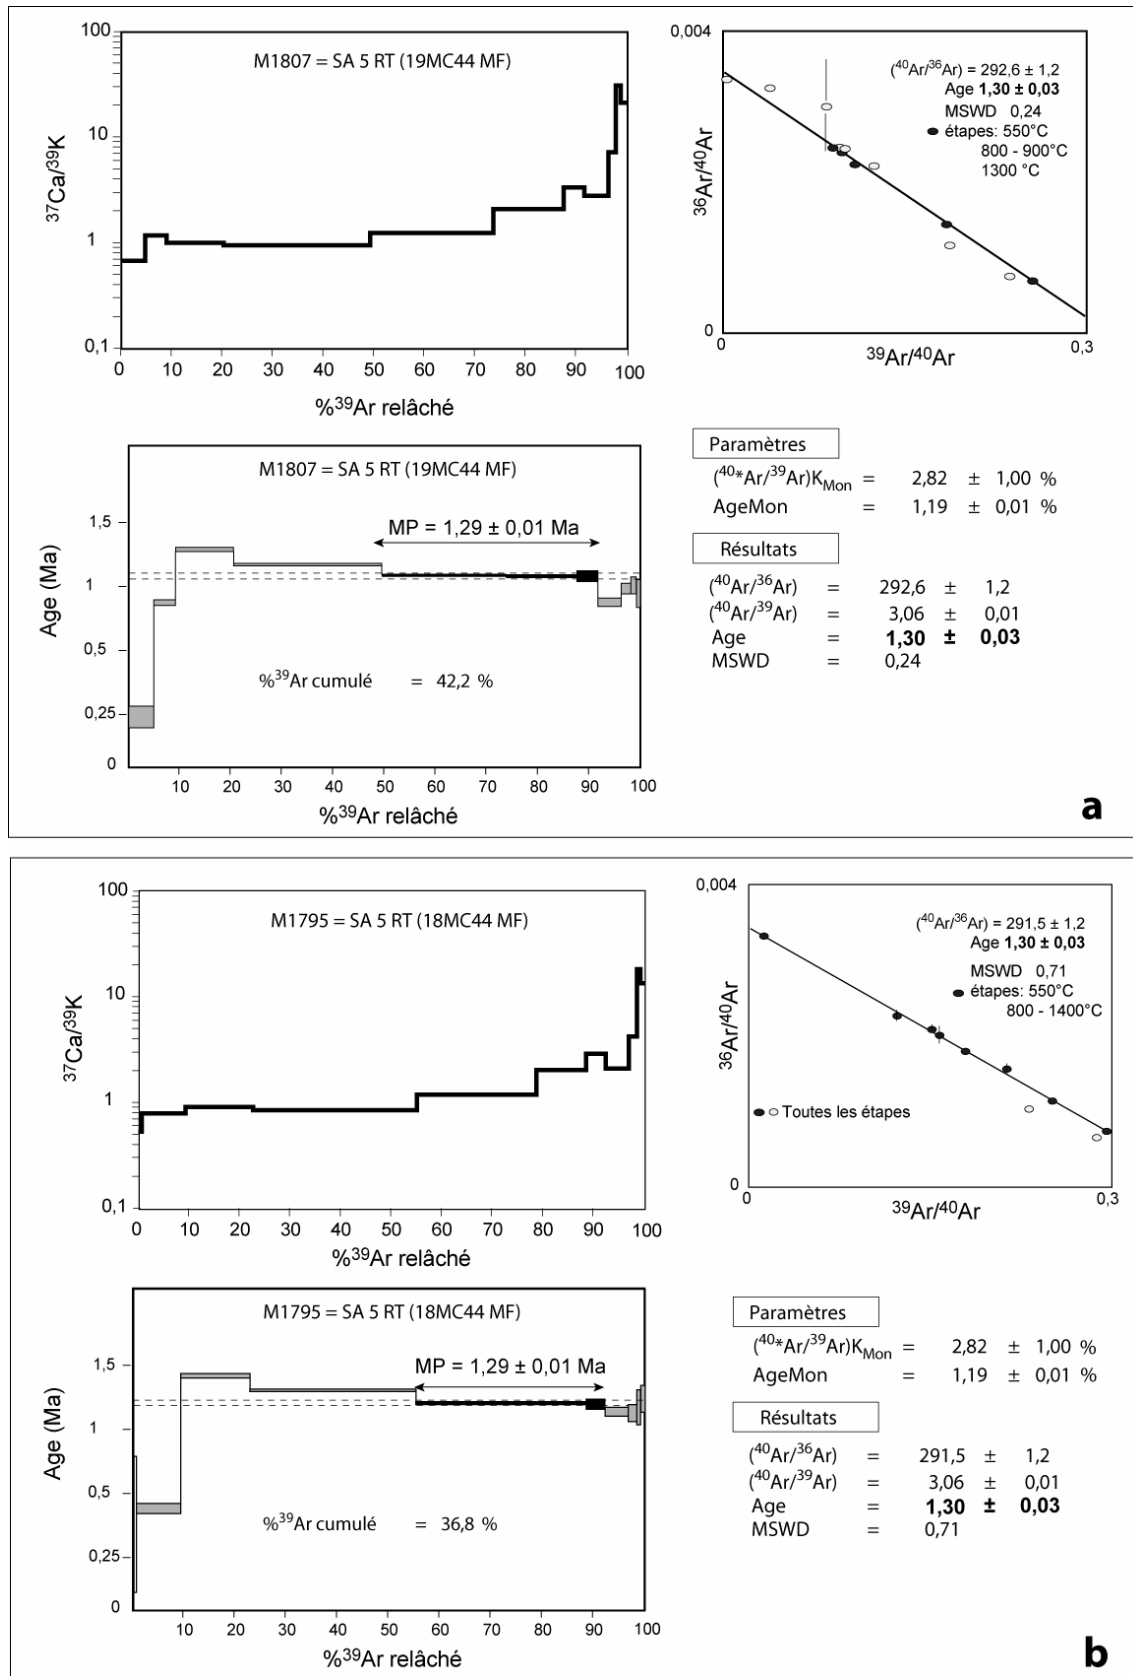 100
10
1
0,1
37Ca/39K
M1807 = SA 5 RT (19MC44 MF)
0 10 20 30 40 50 60 70 80 90 100
%39Ar relâché
0,004
0
36Ar/40Ar
(40Ar/36Ar) = 292,6 ± 1,2
Age 1,30 ± 0,03
MSWD 0,24
étapes: 550°C
800 - 900°C
1300 °C
0 0,3
39Ar/40Ar
M1807 = SA 5 RT (19MC44 MF)
MP = 1,29 ± 0,01 Ma
1,5
1
0,5
0,25
0
Age (Ma)
%39Ar cumulé = 42,2 %
10 20 30 40 50 60 70 80 90 100
%39Ar relâché
Paramètres
(40*Ar/39Ar)KMon = 2,82 ± 1,00 %
AgeMon = 1,19 ± 0,01 %
Résultats
(40Ar/36Ar) = 292,6 ± 1,2
(40Ar/39Ar) = 3,06 ± 0,01
Age = 1,30 ± 0,03
MSWD = 0,24
a
100
10
1
0,1
37Ca/39K
M1795 = SA 5 RT (18MC44 MF)
0 10 20 30 40 50 60 70 80 90 100
%39Ar relâché
0,004
0
36Ar/40Ar
(40Ar/36Ar) = 291,5 ± 1,2
Age 1,30 ± 0,03
MSWD 0,71
étapes: 550°C
800 - 1400°C
Toutes les étapes
0 0,3
39Ar/40Ar
M1795 = SA 5 RT (18MC44 MF)
MP = 1,29 ± 0,01 Ma
1,5
1
0,5
0,25
0
Age (Ma)
%39Ar cumulé = 36,8 %
10 20 30 40 50 60 70 80 90 100
%39Ar relâché
Paramètres
(40*Ar/39Ar)KMon = 2,82 ± 1,00 %
AgeMon = 1,19 ± 0,01 %
Résultats
(40Ar/36Ar) = 291,5 ± 1,2
(40Ar/39Ar) = 3,06 ± 0,01
Age = 1,30 ± 0,03
MSWD = 0,71
b